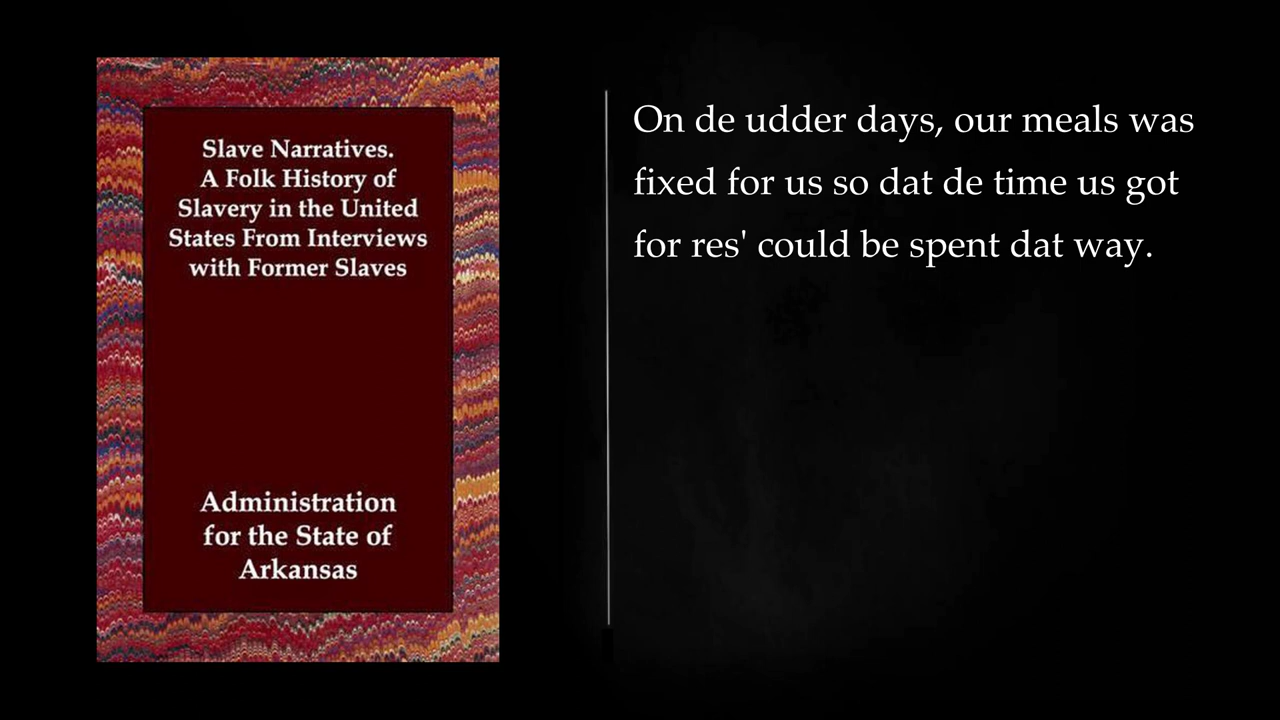 Slave Narratives.
A Folk History of
Slavery in the United
States From Interviews
with Former Slaves
Administration
for the State of
Arkansas
On de udder days, our meals was
fixed for us so dat de time us got
for res' could be spent dat way.